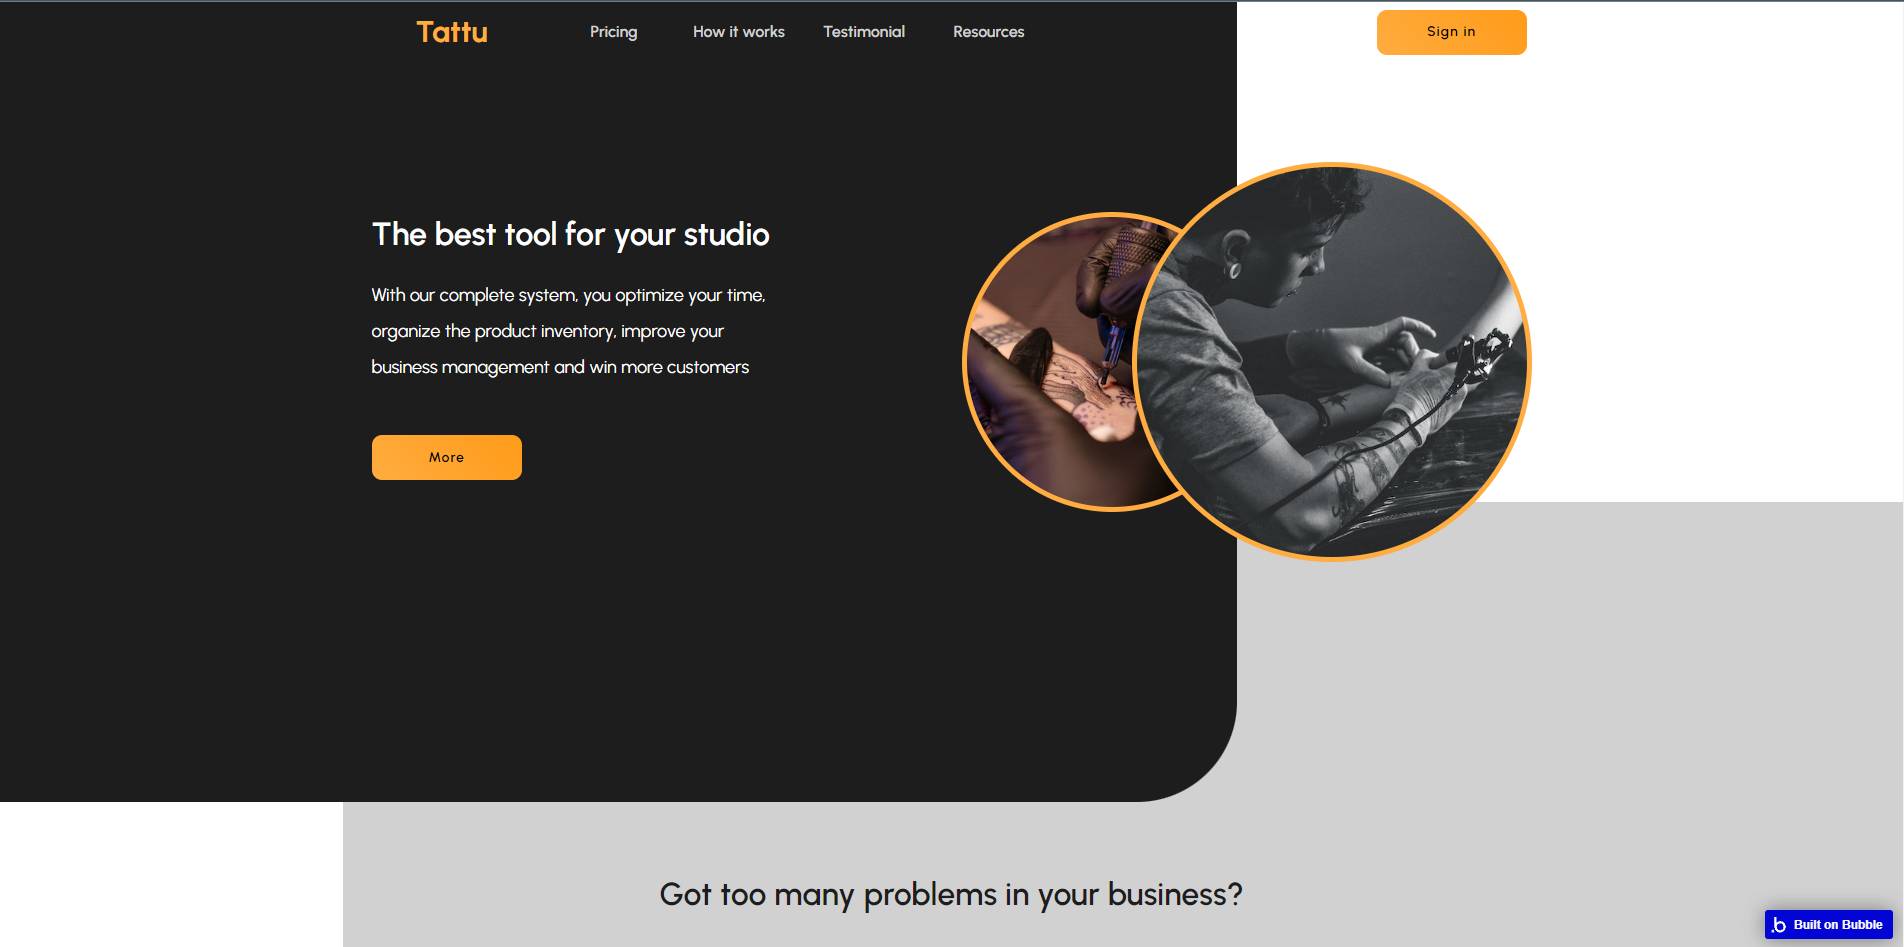 Tattu
Pricing
How it works
Testimonial
Resources
Sign in
The best tool for your studio
With our complete system, you optimize your time,
organize the product inventory, improve your
business management and win more customers
More
Got too many problems in your business?
Built on Bubble